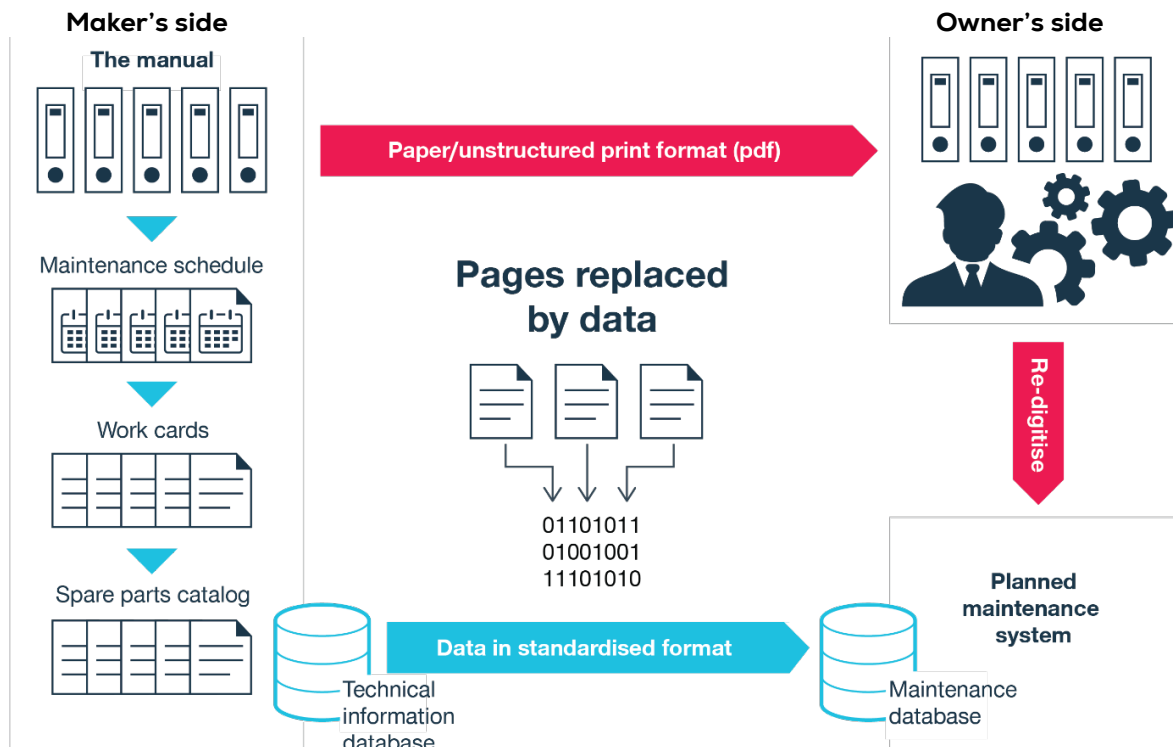 Maker's side
Owner's side
The manual
Paper/unstructured print format (pdf)
Maintenance schedule
Pages replaced
by data
Re-digitise
Work cards
01101011
01001001
11101010
Spare parts catalog
Planned
maintenance
system
Data in standardised format
Technical
information
database
Maintenance
database